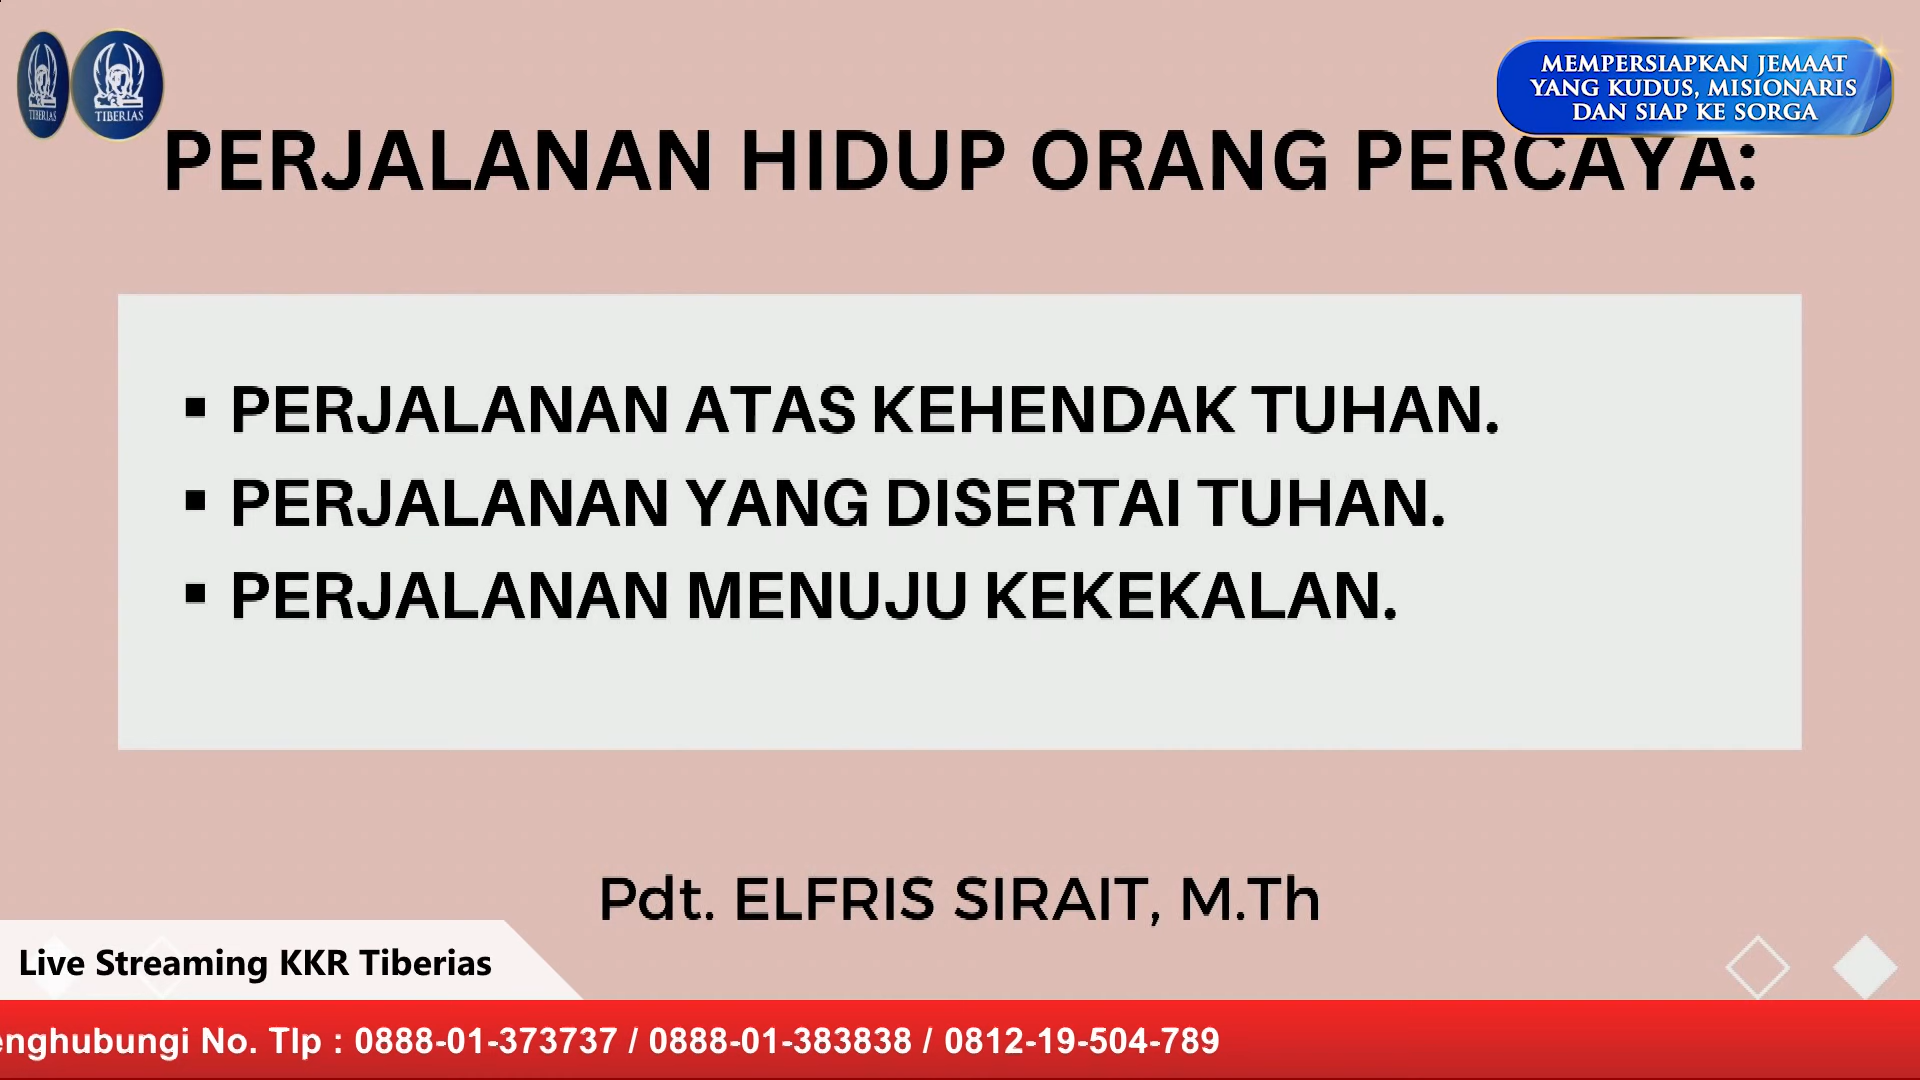 TIBERIAS
TIBERIAS
MEMPERSIAPKAN JEMAAT
YANG KUDUS, MISIONARIS
DAN SIAP KE SORGA
PERJALANAN HIDUP ORANG PERCAYA:
▪ PERJALANAN ATAS KEHENDAK TUHAN.
▪ PERJALANAN YANG DISERTAI TUHAN.
▪ PERJALANAN MENUJU KEKEKALAN.
Pdt. ELFRIS SIRAIT, M.Th
Live Streaming KKR Tiberias
enghubungi No. Tlp : 0888-01-373737 / 0888-01-383838 / 0812-19-504-789